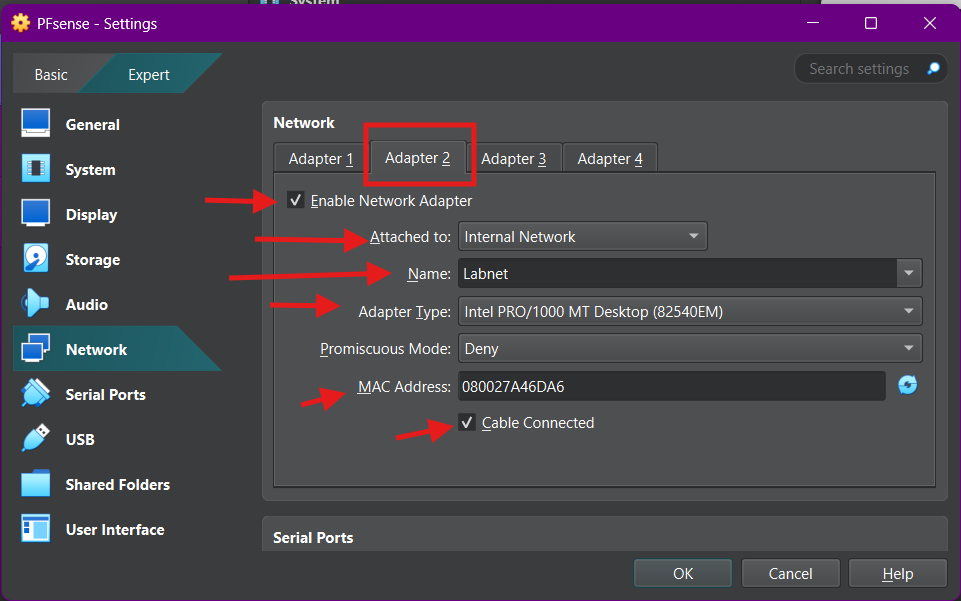 System
PFsense - Settings
Basic
Expert
Search settings
General
System
Display
Storage
Audio
Network
Serial Ports
USB
Shared Folders
User Interface
Network
Adapter 1
Adapter 2
Adapter 3
Adapter 4
Enable Network Adapter
Attached to: Internal Network
Name: Labnet
Adapter Type: Intel PRO/1000 MT Desktop (82540EM)
Promiscuous Mode: Deny
MAC Address: 080027A46DA6
Cable Connected
Serial Ports
OK
Cancel
Help